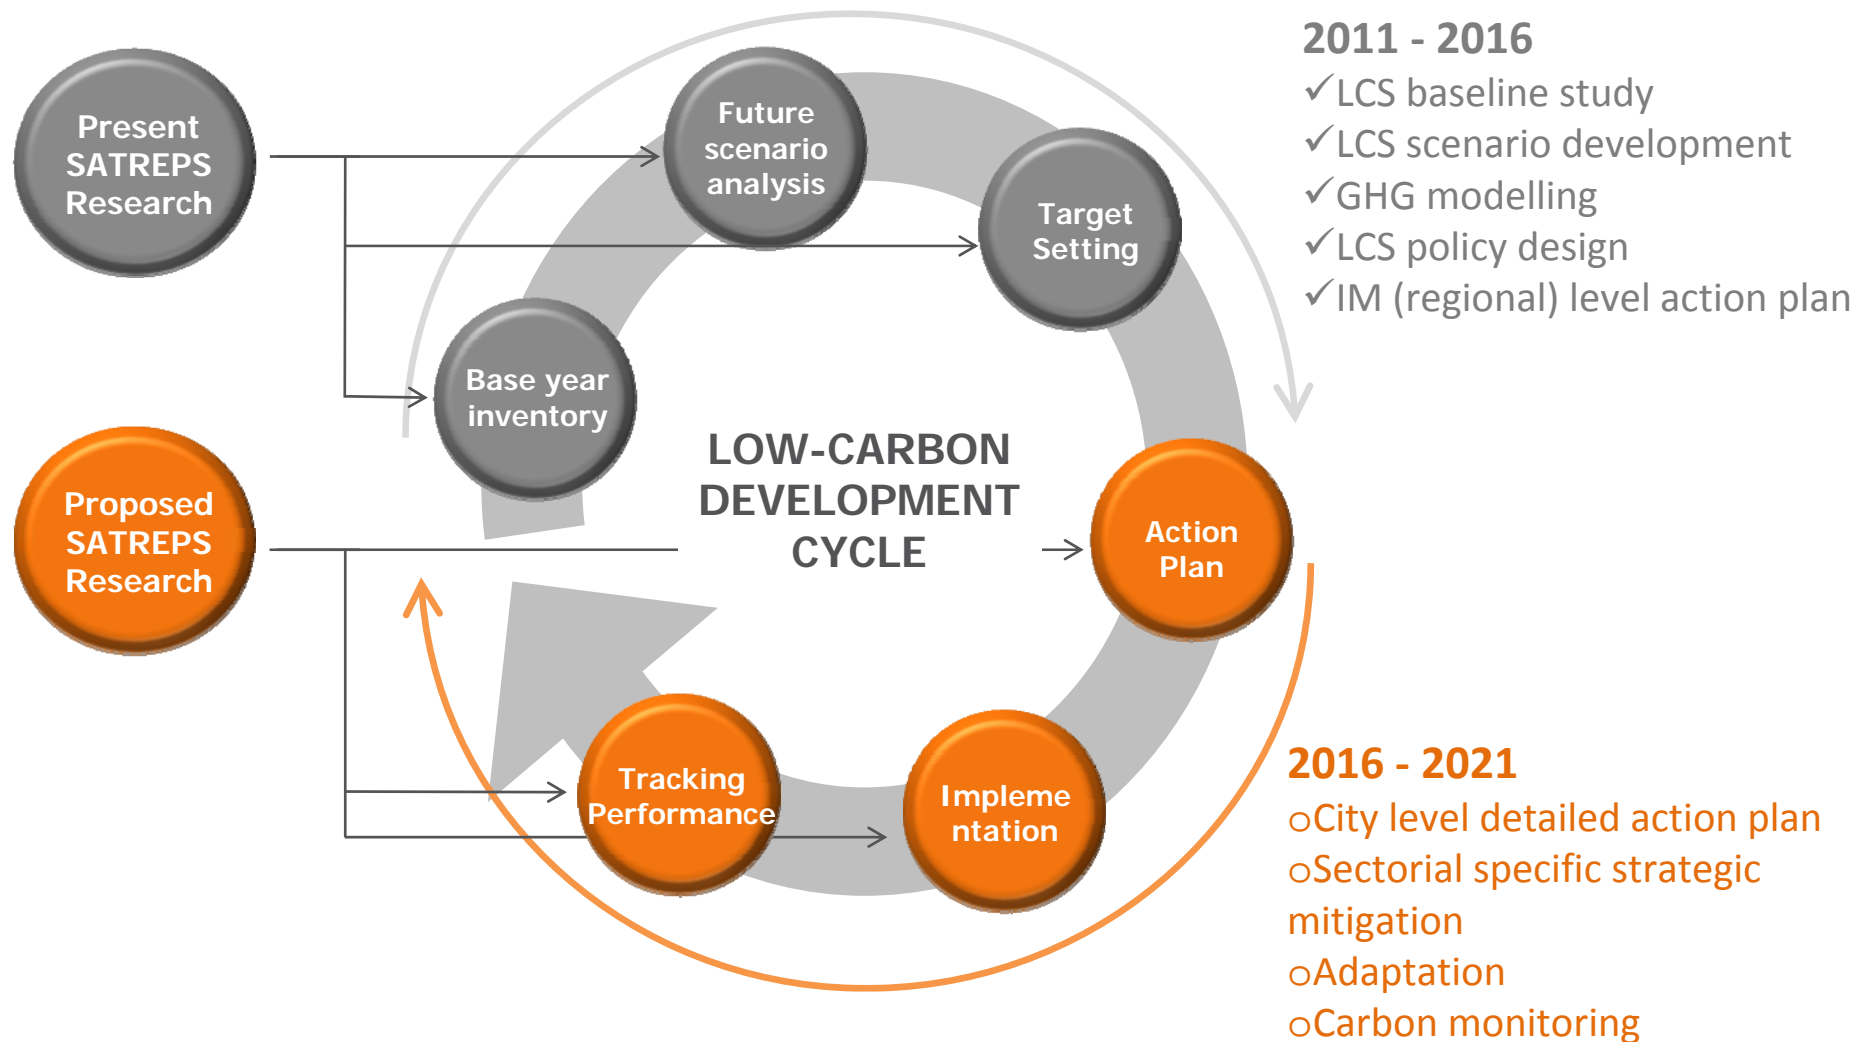 Present
SATREPS
Research
Future
scenario
analysis
Target
Setting
Base year
inventory
LOW-CARBON
DEVELOPMENT
CYCLE
Proposed
SATREPS
Research
Action
Plan
Tracking
Performance
Impleme
ntation
2011 - 2016
✓LCS baseline study
✓LCS scenario development
✓GHG modelling
✓LCS policy design
✓IM (regional) level action plan
2016 - 2021
oCity level detailed action plan
oSectorial specific strategic
mitigation
oAdaptation
oCarbon monitoring